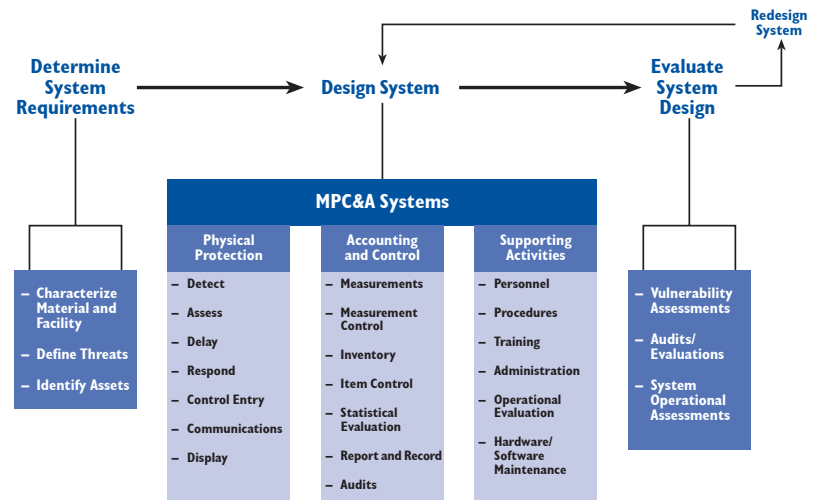 Redesign
System
Determine
System
Requirements
Design System
Evaluate
System
Design
MPC&A Systems
Physical
Protection
– Detect
– Assess
– Delay
– Respond
– Control Entry
– Communications
– Display
Accounting
and Control
– Measurements
– Measurement
Control
– Inventory
– Item Control
– Statistical
Evaluation
– Report and Record
– Audits
Supporting
Activities
– Personnel
– Procedures
– Training
– Administration
– Operational
Evaluation
– Hardware/
Software
Maintenance
– Characterize
Material and
Facility
– Define Threats
– Identify Assets
– Vulnerability
Assessments
– Audits/
Evaluations
– System
Operational
Assessments